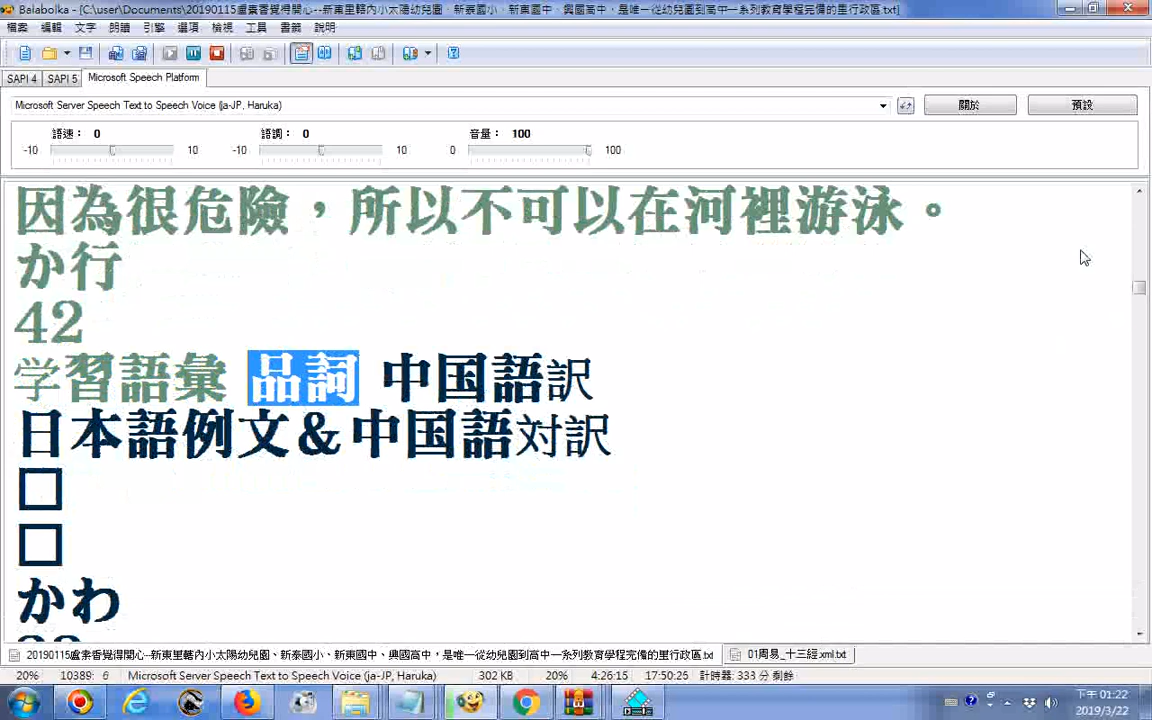 Balabolka - [C:\user\Documents\20190115盧素香覺得開心--新東里轄內小太陽幼兒園、新泰國小、新東國中、興國高中，是唯一從幼兒園到高中一系列教育學程完備的里行政區.txt]
檔案 編輯 文字 朗讀 引擎 選項 檢視 工具 書籤 說明
SAPI 4 SAPI 5 Microsoft Speech Platform
Microsoft Server Speech Text to Speech Voice (ja-JP, Haruka) 關於 預設
語速： 0 語調： 0 音量： 100
-10 10 -10 10 0 100
因為很危險，所以不可以在河裡游泳。
か行
42
学習語彙 品詞 中国語訳
日本語例文＆中国語対訳
□
□
かわ
20190115盧素香覺得開心--新東里轄內小太陽幼兒園、新泰國小、新東國中、興國高中，是唯一從幼兒園到高中一系列教育學程完備的里行政區.txt 01周易_十三經.xml.txt
20% 10389: 6 Microsoft Server Speech Text to Speech Voice (ja-JP, Haruka) 302 KB 20% 4:26:15 17:50:25 計時器: 333 分 剩餘
下午 01:22
2019/3/22